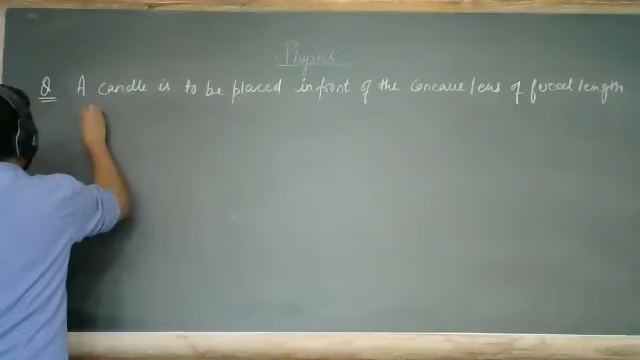 Physics
Q A candle is to be placed infront of the concave lens of focal length